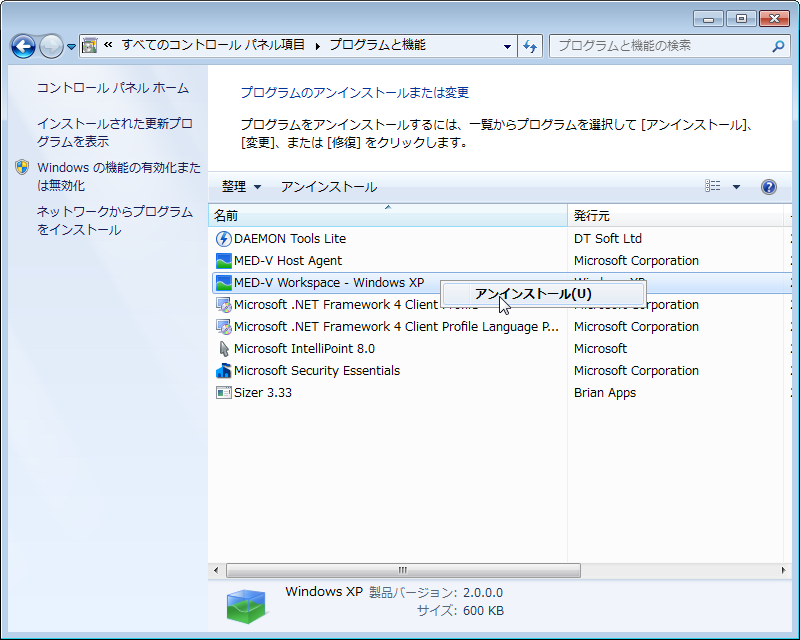 « すべてのコントロール パネル項目 ▸ プログラムと機能
プログラムと機能の検索
コントロール パネル ホーム
インストールされた更新プロ
グラムを表示
Windows の機能の有効化また
は無効化
ネットワークからプログラム
をインストール
プログラムのアンインストールまたは変更
プログラムをアンインストールするには、一覧からプログラムを選択して [アンインストール]、
[変更]、または [修復] をクリックします。
整理 アンインストール
名前 発行元
DAEMON Tools Lite DT Soft Ltd
MED-V Host Agent Microsoft Corporation
MED-V Workspace - Windows XP
アンインストール(U)
Microsoft .NET Framework 4 Client
Microsoft .NET Framework 4 Client Profile Language P... Microsoft Corporation
Microsoft IntelliPoint 8.0 Microsoft
Microsoft Security Essentials Microsoft Corporation
Sizer 3.33 Brian Apps
Windows XP 製品バージョン: 2.0.0.0
サイズ: 600 KB